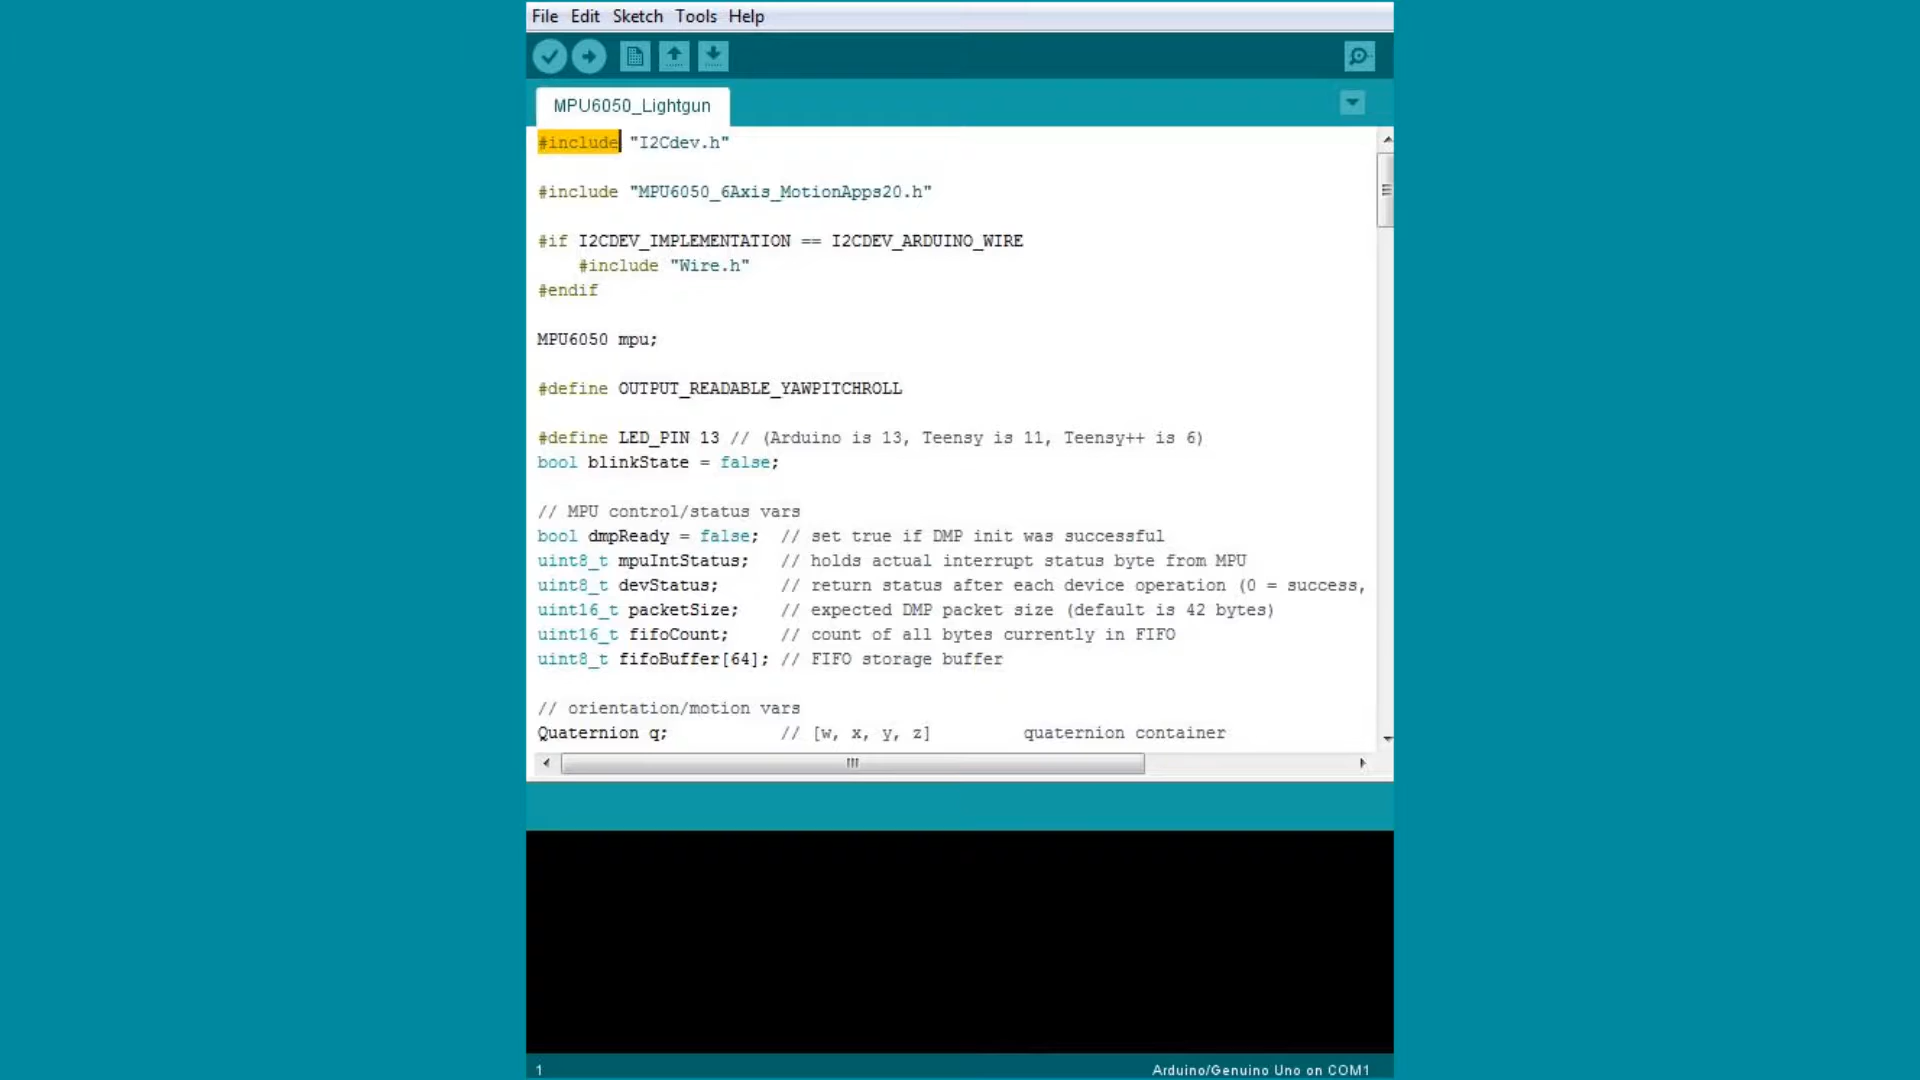 File Edit Sketch Tools Help
MPU6050_Lightgun
#include "I2Cdev.h"
#include "MPU6050_6Axis_MotionApps20.h"
#if I2CDEV_IMPLEMENTATION == I2CDEV_ARDUINO_WIRE
#include "Wire.h"
#endif
MPU6050 mpu;
#define OUTPUT_READABLE_YAWPITCHROLL
#define LED_PIN 13 // (Arduino is 13, Teensy is 11, Teensy++ is 6)
bool blinkState = false;
// MPU control/status vars
bool dmpReady = false; // set true if DMP init was successful
uint8_t mpuIntStatus; // holds actual interrupt status byte from MPU
uint8_t devStatus; // return status after each device operation (0 = success,
uint16_t packetSize; // expected DMP packet size (default is 42 bytes)
uint16_t fifoCount; // count of all bytes currently in FIFO
uint8_t fifoBuffer[64]; // FIFO storage buffer
// orientation/motion vars
Quaternion q; // [w, x, y, z] quaternion container
1 Arduino/Genuino Uno on COM1